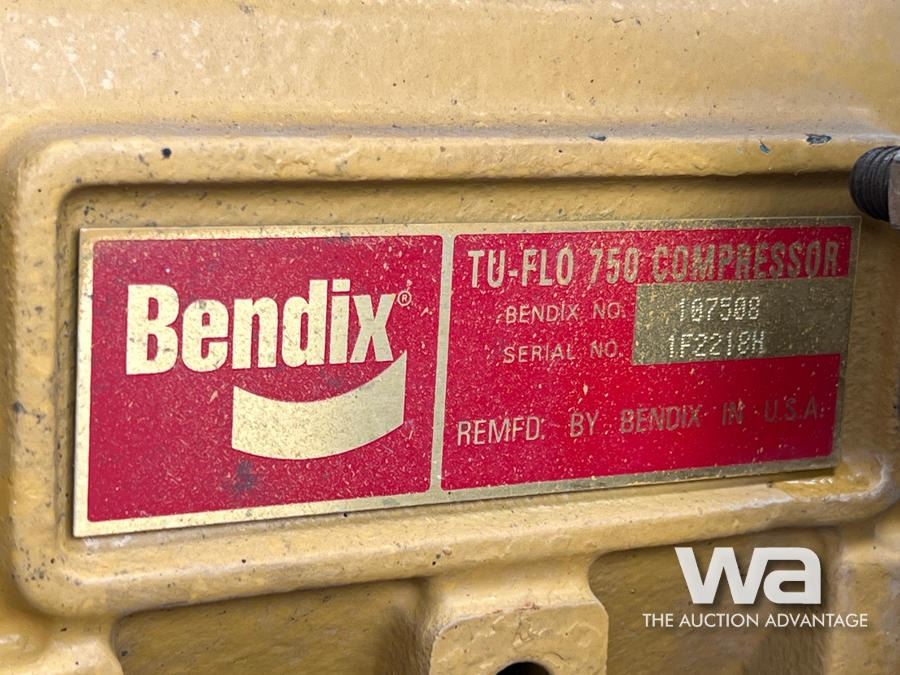 Bendix®
TU-FLO 750 COMPRESSOR
BENDIX NO. 107508
SERIAL NO. 1F2218H
REMFD. BY BENDIX IN U.S.A.
wa
THE AUCTION ADVANTAGE